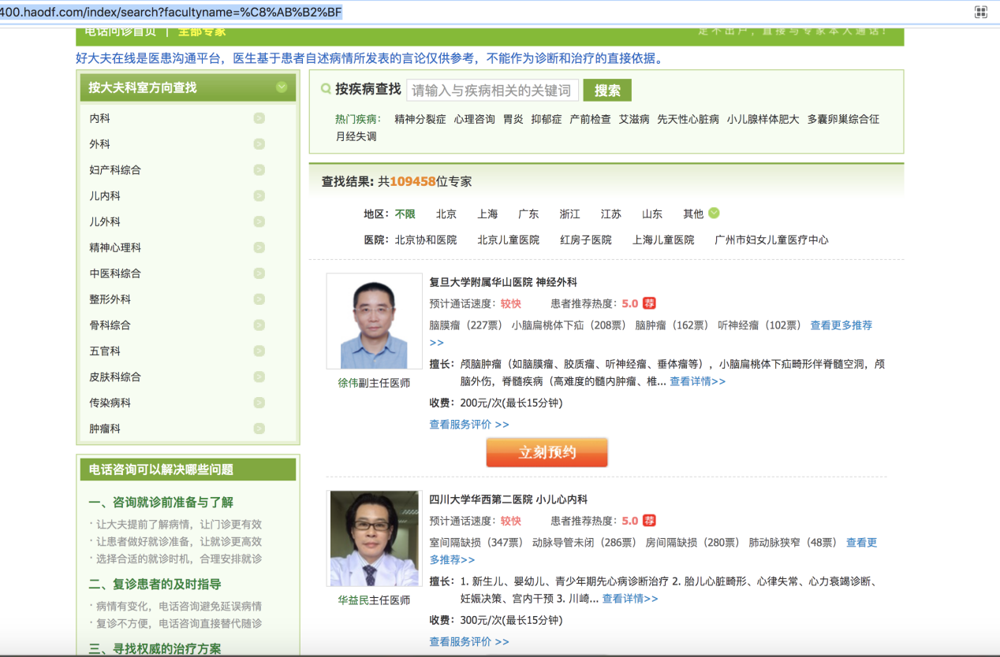 400.haodf.com/index/search?facultyname=%C8%AB%B2%BF
电话问诊首页 | 全部专家
足不出户，直接与专家本人通话！
好大夫在线是医患沟通平台，医生基于患者自述病情所发表的言论仅供参考，不能作为诊断和治疗的直接依据。
按大夫科室方向查找
内科
外科
妇产科综合
儿内科
儿外科
精神心理科
中医科综合
整形外科
骨科综合
五官科
皮肤科综合
传染病科
肿瘤科
电话咨询可以解决哪些问题
一、咨询就诊前准备与了解
· 让大夫提前了解病情，让门诊更有效
· 让患者做好就诊准备，让就诊更高效
· 选择合适的就诊时机，合理安排就诊
二、复诊患者的及时指导
· 病情有变化，电话咨询避免延误病情
· 复诊不方便，电话咨询直接替代随诊
三、寻找权威的治疗方案
按疾病查找 请输入与疾病相关的关键词 搜索
热门疾病： 精神分裂症 心理咨询 胃炎 抑郁症 产前检查 艾滋病 先天性心脏病 小儿腺样体肥大 多囊卵巢综合征
月经失调
查找结果: 共109458位专家
地区： 不限 北京 上海 广东 浙江 江苏 山东 其他
医院： 北京协和医院 北京儿童医院 红房子医院 上海儿童医院 广州市妇女儿童医疗中心
徐伟副主任医师
复旦大学附属华山医院 神经外科
预计通话速度：较快 患者推荐热度：5.0 荐
脑膜瘤（227票） 小脑扁桃体下疝（208票） 脑肿瘤（162票） 听神经瘤（102票） 查看更多推荐
>>
擅长： 颅脑肿瘤（如脑膜瘤、胶质瘤、听神经瘤、垂体瘤等），小脑扁桃体下疝畸形伴脊髓空洞，颅
脑外伤，脊髓疾病（高难度的髓内肿瘤、椎... 查看详情>>
收费： 200元/次(最长15分钟)
查看服务评价 >>
立刻预约
华益民主任医师
四川大学华西第二医院 小儿心内科
预计通话速度：较快 患者推荐热度：5.0 荐
室间隔缺损（347票） 动脉导管未闭（286票） 房间隔缺损（280票） 肺动脉狭窄（48票） 查看更
多推荐>>
擅长： 1. 新生儿、婴幼儿、青少年期先心病诊断治疗 2. 胎儿心脏畸形、心律失常、心力衰竭诊断、
妊娠决策、宫内干预 3. 川崎... 查看详情>>
收费： 300元/次(最长15分钟)
查看服务评价 >>